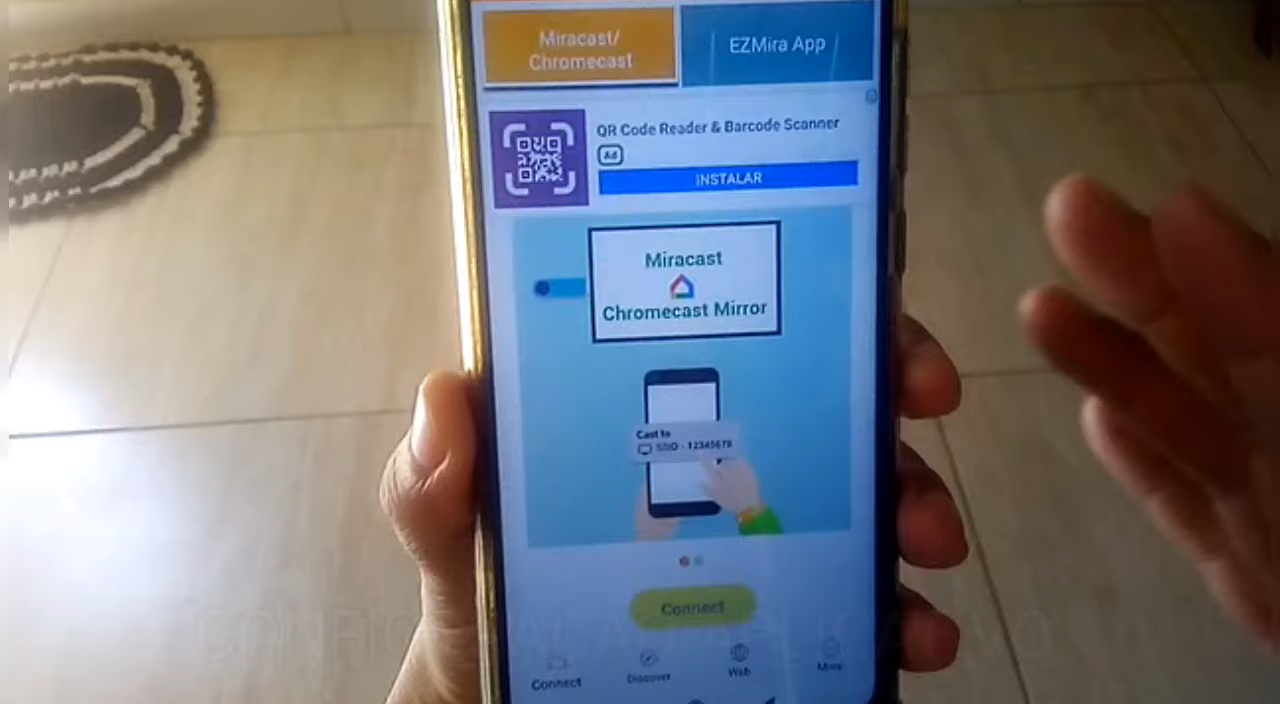 Miracast/
Chromecast
EZMira App
QR Code Reader & Barcode Scanner
Ad
INSTALAR
Miracast
Chromecast Mirror
Cast to
SSID - 12345678
Connect
Connect
Discover
Web
More